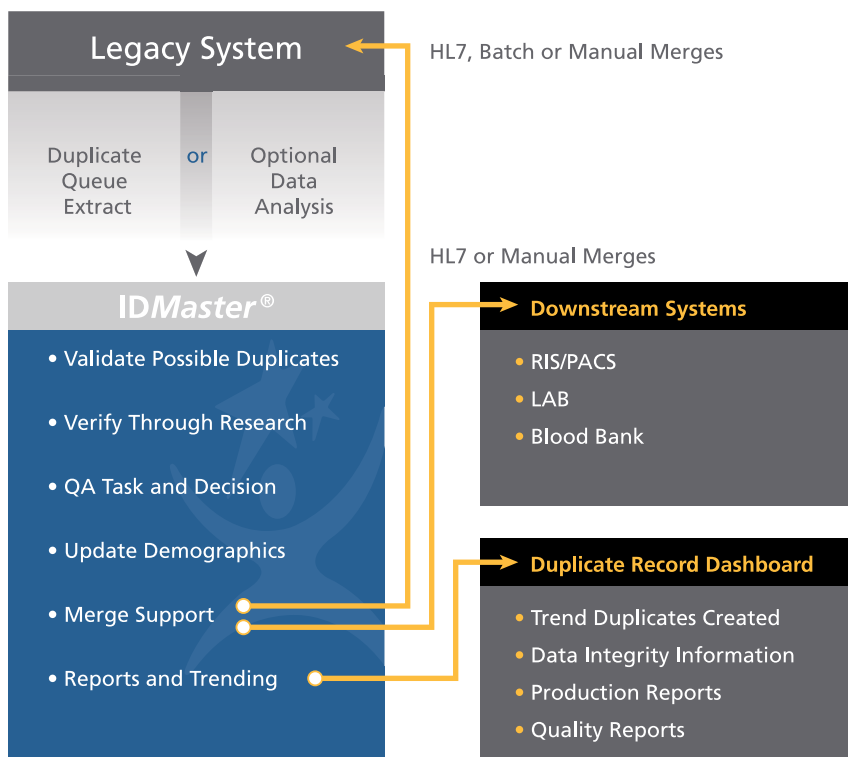 Legacy System
HL7, Batch or Manual Merges
Duplicate
Queue
Extract
or
Optional
Data
Analysis
HL7 or Manual Merges
IDMaster®
• Validate Possible Duplicates
• Verify Through Research
• QA Task and Decision
• Update Demographics
• Merge Support
• Reports and Trending
Downstream Systems
• RIS/PACS
• LAB
• Blood Bank
Duplicate Record Dashboard
• Trend Duplicates Created
• Data Integrity Information
• Production Reports
• Quality Reports